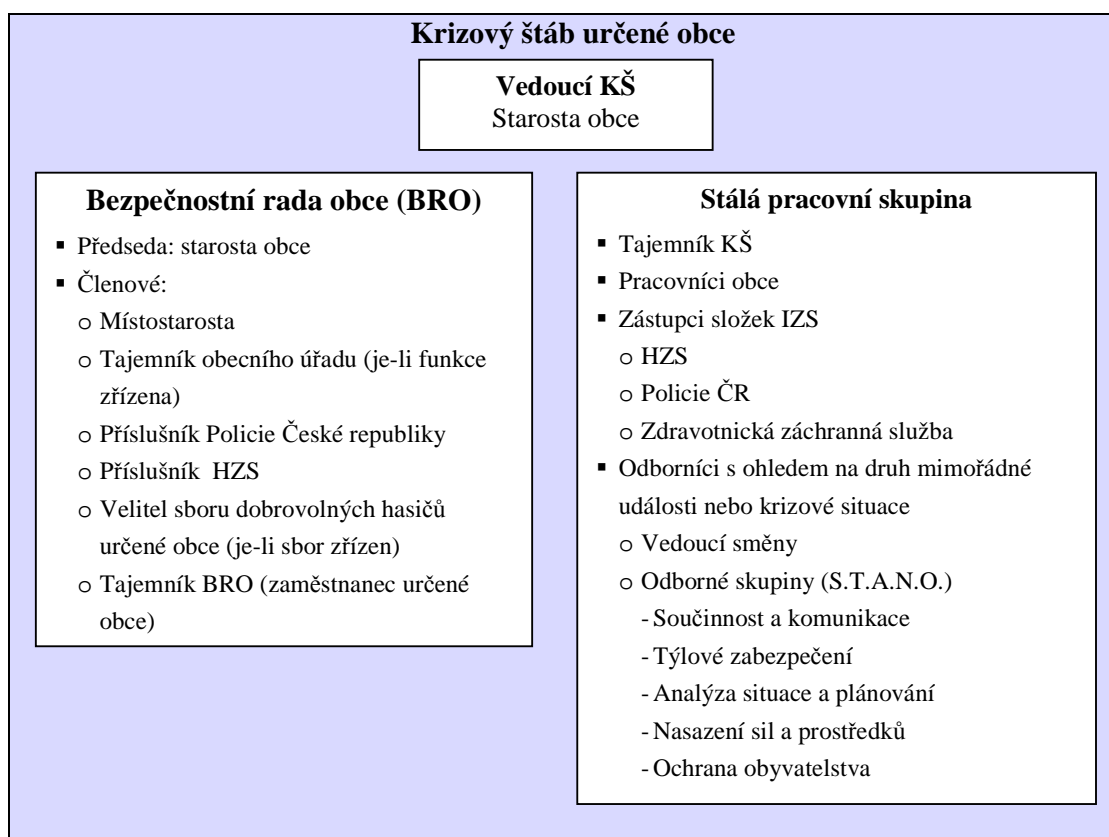 Krizový štáb určené obce
Vedoucí KŠ
Starosta obce
Bezpečnostní rada obce (BRO)
▪ Předseda: starosta obce
▪ Členové:
o Místostarosta
o Tajemník obecního úřadu (je-li funkce
zřízena)
o Příslušník Policie České republiky
o Příslušník HZS
o Velitel sboru dobrovolných hasičů
určené obce (je-li sbor zřízen)
o Tajemník BRO (zaměstnanec určené
obce)
Stálá pracovní skupina
▪ Tajemník KŠ
▪ Pracovníci obce
▪ Zástupci složek IZS
o HZS
o Policie ČR
o Zdravotnická záchranná služba
▪ Odborníci s ohledem na druh mimořádné
události nebo krizové situace
o Vedoucí směny
o Odborné skupiny (S.T.A.N.O.)
- Součinnost a komunikace
- Týlové zabezpečení
- Analýza situace a plánování
- Nasazení sil a prostředků
- Ochrana obyvatelstva